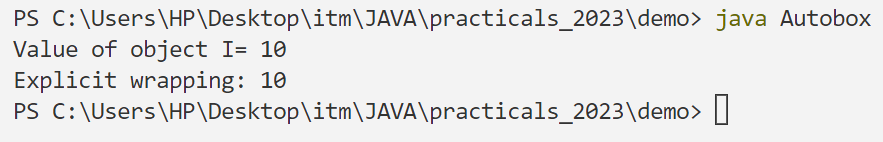 PS C:\Users\HP\Desktop\itm\JAVA\practicals_2023\demo> java Autobox
Value of object I= 10
Explicit wrapping: 10
PS C:\Users\HP\Desktop\itm\JAVA\practicals_2023\demo>